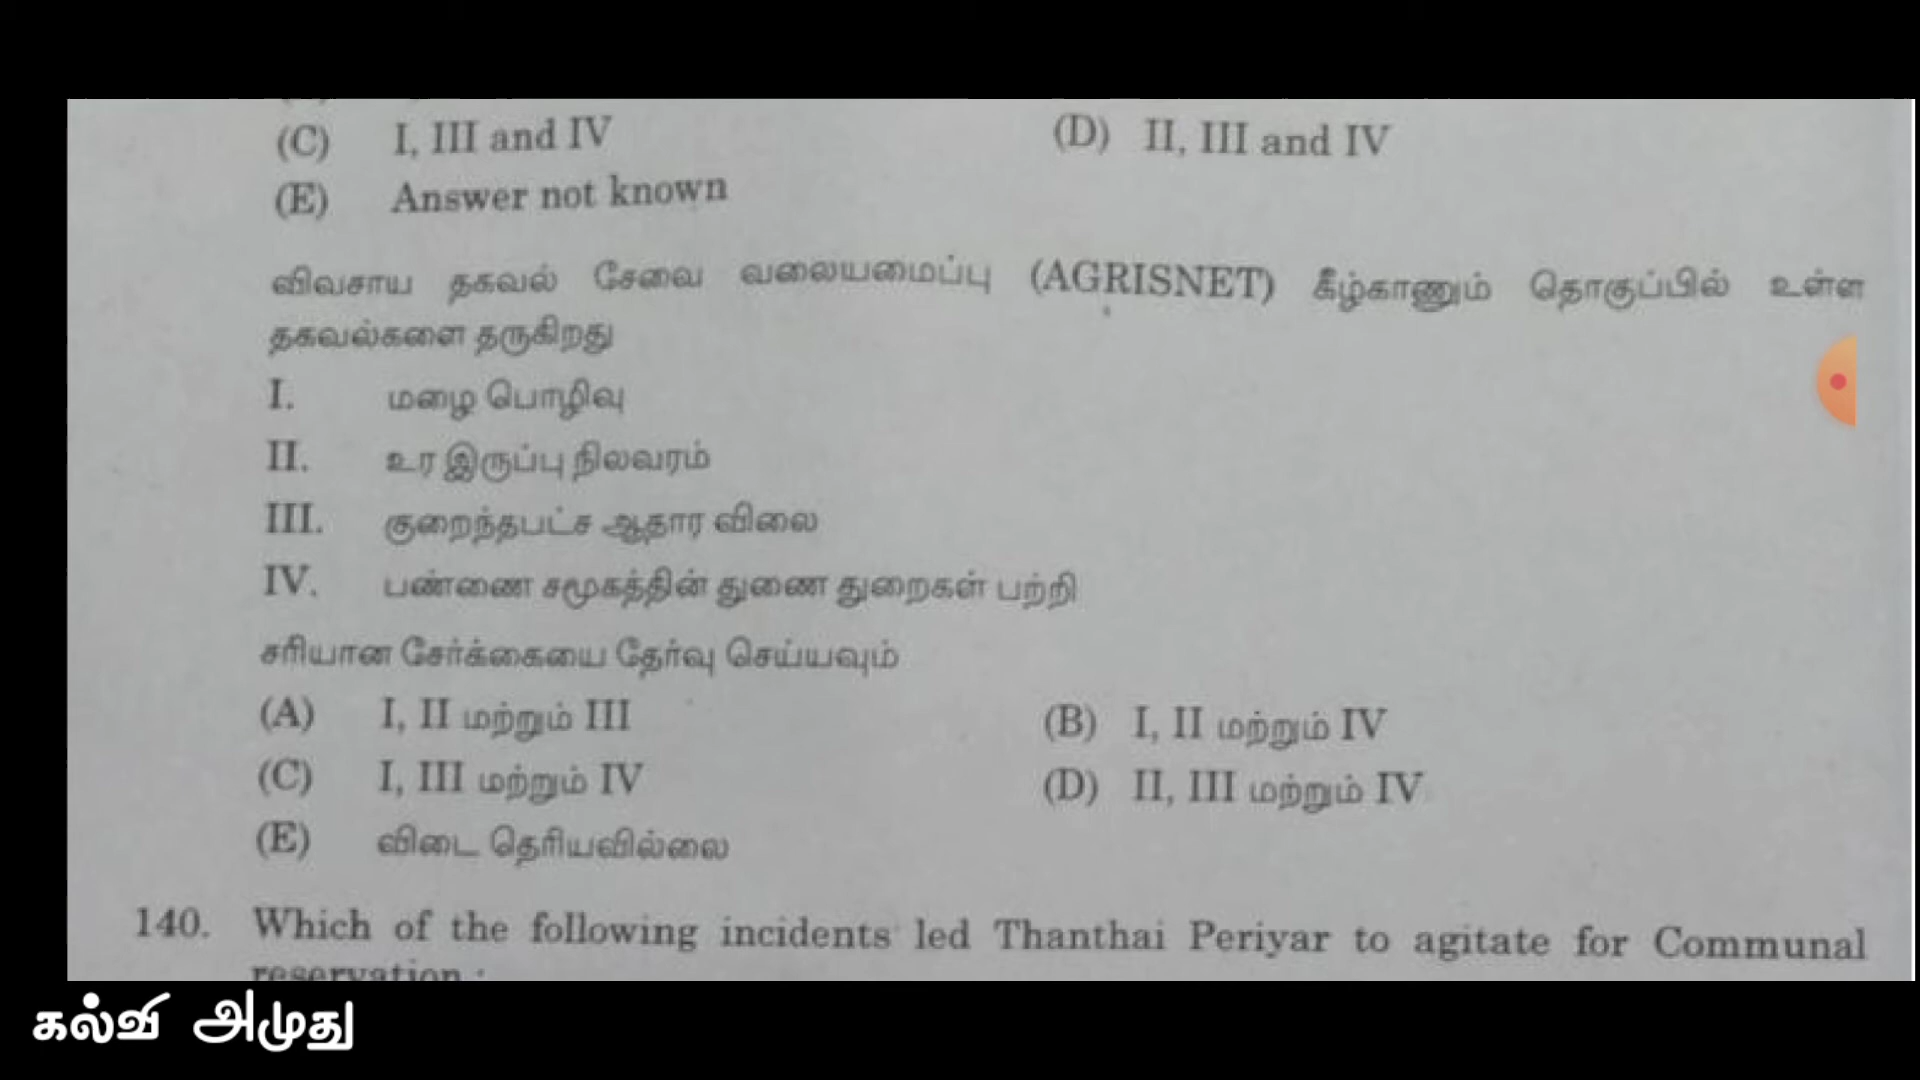 (C) I, III and IV (D) II, III and IV
(E) Answer not known
விவசாய தகவல் சேவை வலையமைப்பு (AGRISNET) கீழ்காணும் தொகுப்பில் உள்ள
தகவல்களை தருகிறது
I. மழை பொழிவு
II. உர இருப்பு நிலவரம்
III. குறைந்தபட்ச ஆதார விலை
IV. பண்ணை சமூகத்தின் துணை துறைகள் பற்றி
சரியான சேர்க்கையை தேர்வு செய்யவும்
(A) I, II மற்றும் III (B) I, II மற்றும் IV
(C) I, III மற்றும் IV (D) II, III மற்றும் IV
(E) விடை தெரியவில்லை
140. Which of the following incidents led Thanthai Periyar to agitate for Communal
reservation :
கல்வி அமுது